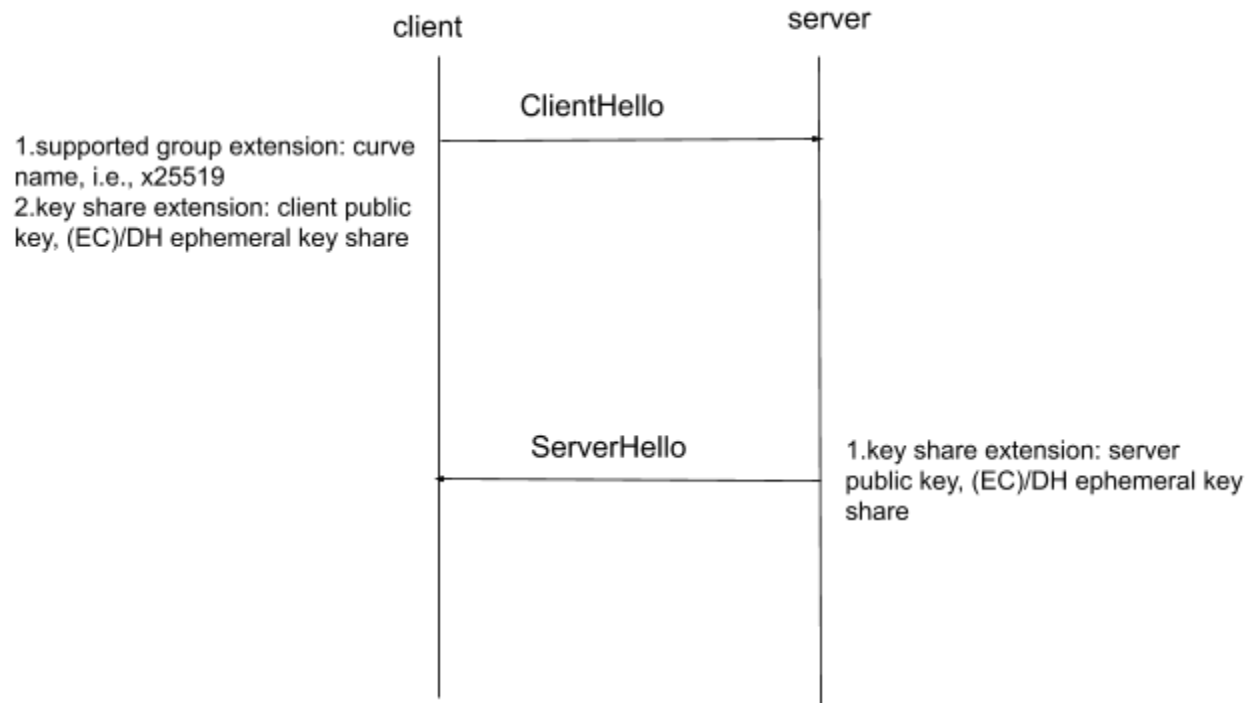 client
server
ClientHello
1.supported group extension: curve
name, i.e., x25519
2.key share extension: client public
key, (EC)/DH ephemeral key share
ServerHello
1.key share extension: server
public key, (EC)/DH ephemeral key
share